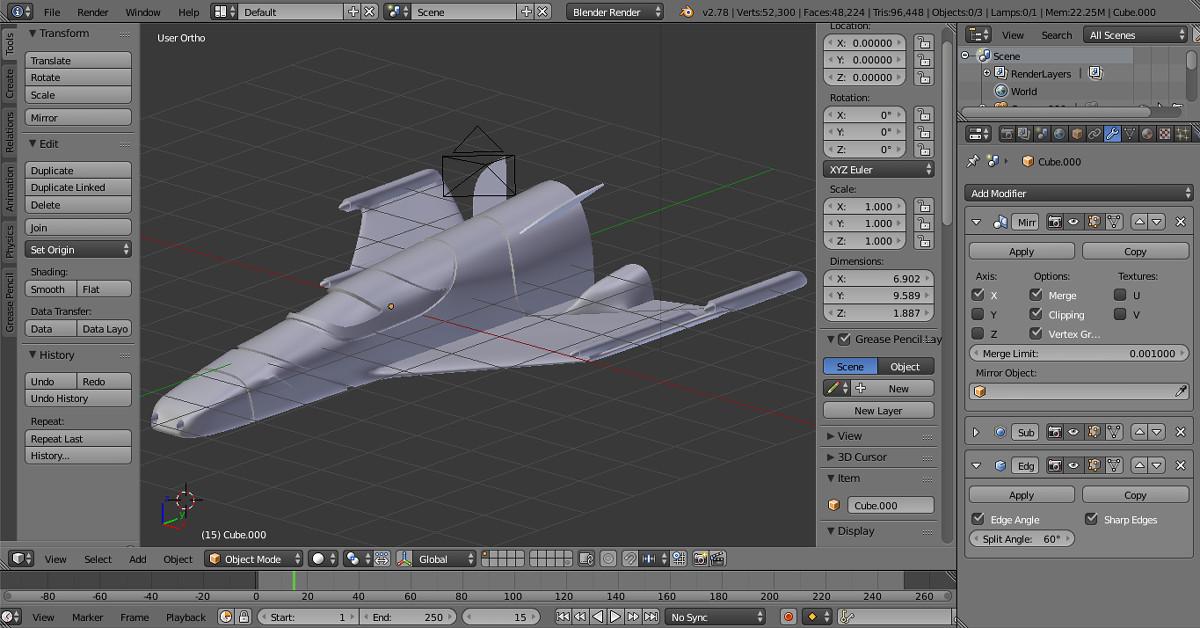 File Render Window Help Default Scene Blender Render v2.78 | Verts:52,300 | Faces:48,224 | Tris:96,448 | Objects:0/3 | Lamps:0/1 | Mem:22.25M | Cube.000
Tools
Create
Relations
Animation
Physics
Grease Pencil
Transform
Translate
Rotate
Scale
Mirror
Edit
Duplicate
Duplicate Linked
Delete
Join
Set Origin
Shading:
Smooth Flat
Data Transfer:
Data Data Layo
History
Undo Redo
Undo History
Repeat:
Repeat Last
History...
User Ortho
(15) Cube.000
Location:
X: 0.00000
Y: 0.00000
Z: 0.00000
Rotation:
X: 0°
Y: 0°
Z: 0°
XYZ Euler
Scale:
X: 1.000
Y: 1.000
Z: 1.000
Dimensions:
X: 6.902
Y: 9.589
Z: 1.887
Grease Pencil Lay
Scene Object
New
New Layer
View
3D Cursor
Item
Cube.000
Display
View Search All Scenes
Scene
RenderLayers |
World
Cube.000
Add Modifier
Mirr
Apply Copy
Axis: Options: Textures:
X Merge U
Y Clipping V
Z Vertex Gr...
Merge Limit: 0.001000
Mirror Object:
Sub
Edg
Apply Copy
Edge Angle Sharp Edges
Split Angle: 60°
View Select Add Object Object Mode Global
-80 -60 -40 -20 0 20 40 60 80 100 120 140 160 180 200 220 240 260
View Marker Frame Playback Start: 1 End: 250 15 No Sync